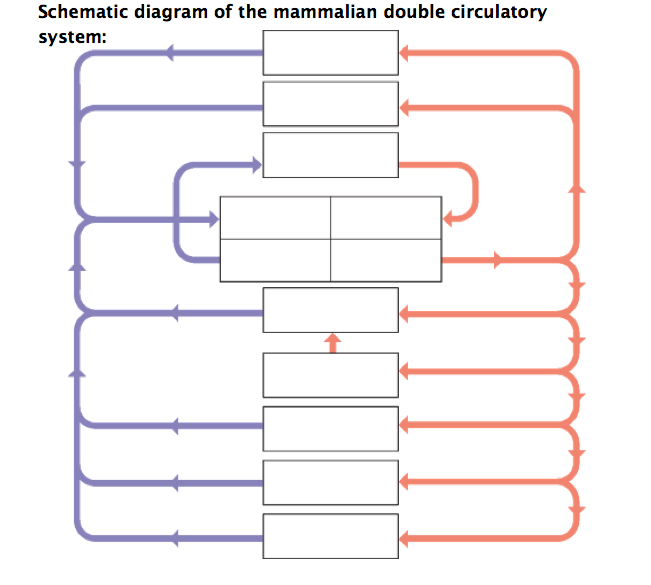 Schematic diagram of the mammalian double circulatory
system: